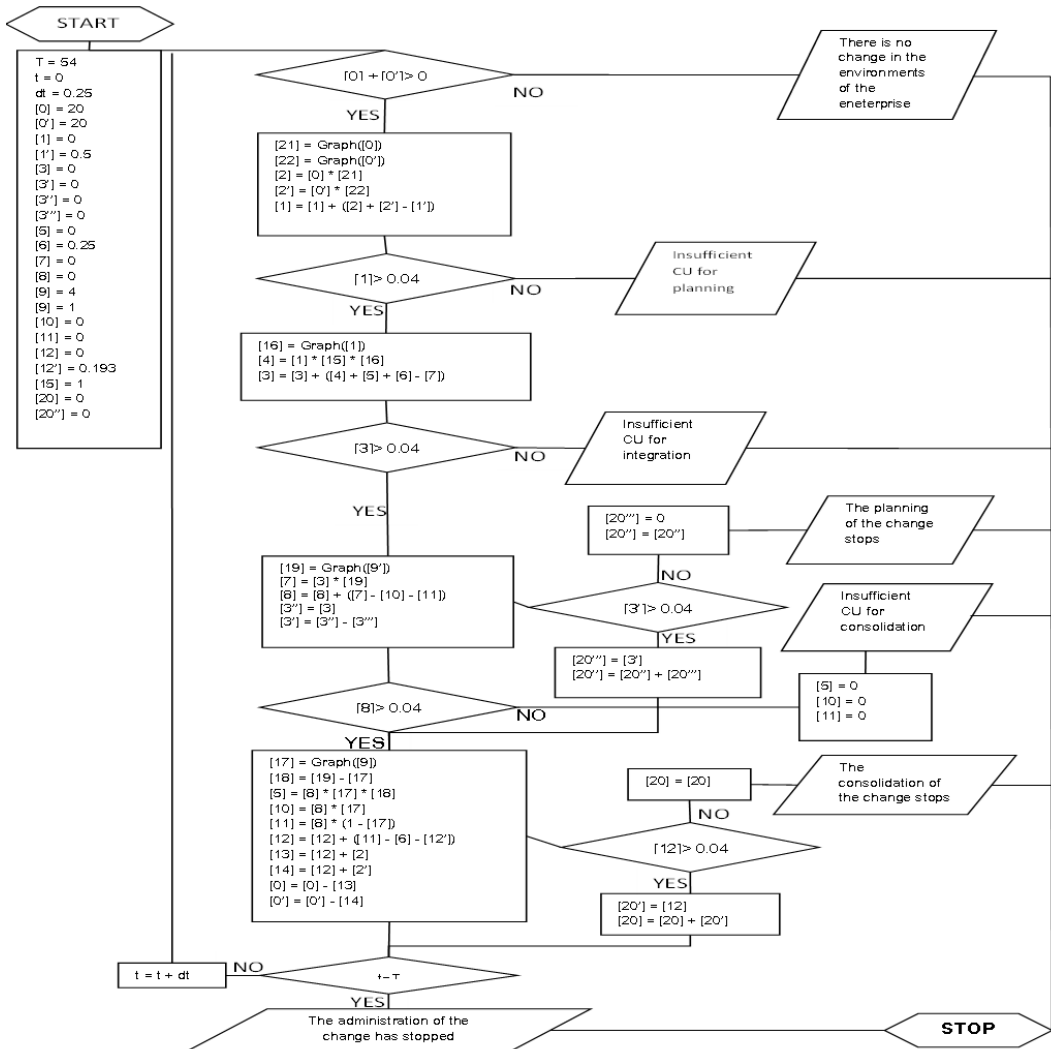 START
T = 54
t = 0
dt = 0.25
[0] = 20
[0'] = 20
[1] = 0
[1'] = 0.5
[3] = 0
[3'] = 0
[3''] = 0
[3'''] = 0
[5] = 0
[6] = 0.25
[7] = 0
[8] = 0
[9] = 4
[9] = 1
[10] = 0
[11] = 0
[12] = 0
[12'] = 0.193
[15] = 1
[20] = 0
[20''] = 0
[0] + [0']> 0
NO
YES
There is no
change in the
environments
of the
eneterprise
[21] = Graph([0])
[22] = Graph([0'])
[2] = [0] * [21]
[2'] = [0'] * [22]
[1] = [1] + ([2] + [2'] - [1'])
[1]> 0.04
NO
YES
Insufficient
CU for
planning
[16] = Graph([1])
[4] = [1] * [15] * [16]
[3] = [3] + ([4] + [5] + [6] - [7])
[3]> 0.04
NO
YES
Insufficient
CU for
integration
[20'''] = 0
[20''] = [20'']
The planning
of the change
stops
NO
[19] = Graph([9'])
[7] = [3] * [19]
[8] = [8] + ([7] - [10] - [11])
[3''] = [3]
[3'] = [3''] - [3''']
[3']> 0.04
YES
Insufficient
CU for
consolidation
[20'''] = [3']
[20''] = [20''] + [20''']
[5] = 0
[10] = 0
[11] = 0
[8]> 0.04
NO
YES
[17] = Graph([9])
[18] = [19] - [17]
[5] = [8] * [17] * [18]
[10] = [8] * [17]
[11] = [8] * (1 - [17])
[12] = [12] + ([11] - [6] - [12'])
[13] = [12] + [2]
[14] = [12] + [2']
[0] = [0] - [13]
[0'] = [0'] - [14]
[20] = [20]
The
consolidation of
the change stops
NO
[12]> 0.04
YES
[20'] = [12]
[20] = [20] + [20']
t = t + dt
NO
t=T
YES
The administration of the
change has stopped
STOP